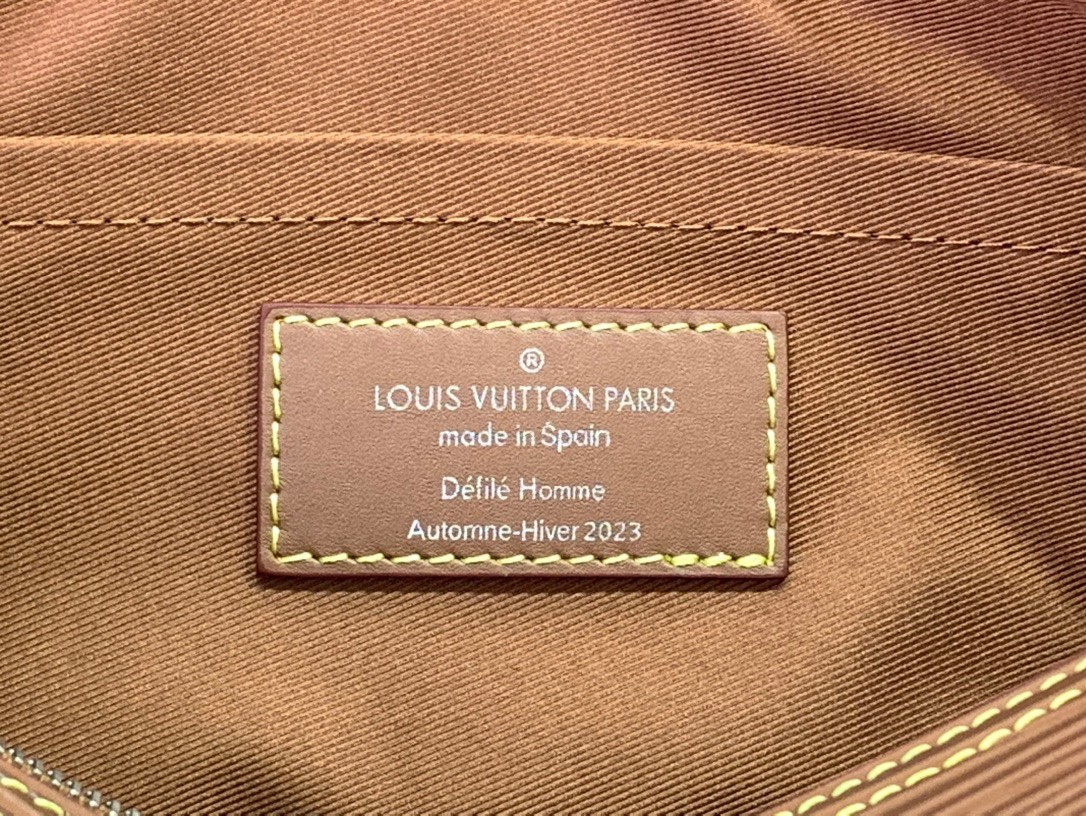 ®
LOUIS VUITTON PARIS
made in Spain
Défilé Homme
Automne-Hiver 2023